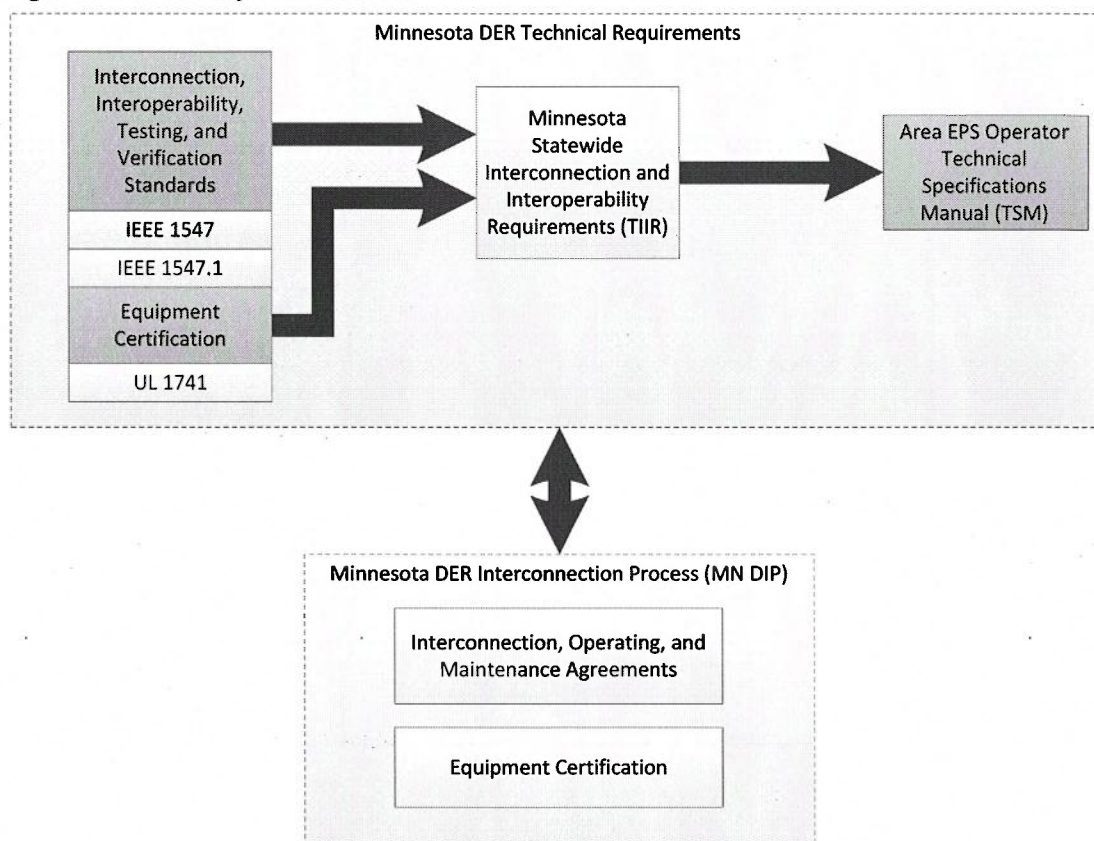 Minnesota DER Technical Requirements
Interconnection,
Interoperability,
Testing, and
Verification
Standards
IEEE 1547
IEEE 1547.1
Equipment
Certification
UL 1741
Minnesota
Statewide
Interconnection and
Interoperability
Requirements (TIIR)
Area EPS Operator
Technical
Specifications
Manual (TSM)
Minnesota DER Interconnection Process (MN DIP)
Interconnection, Operating, and
Maintenance Agreements
Equipment Certification